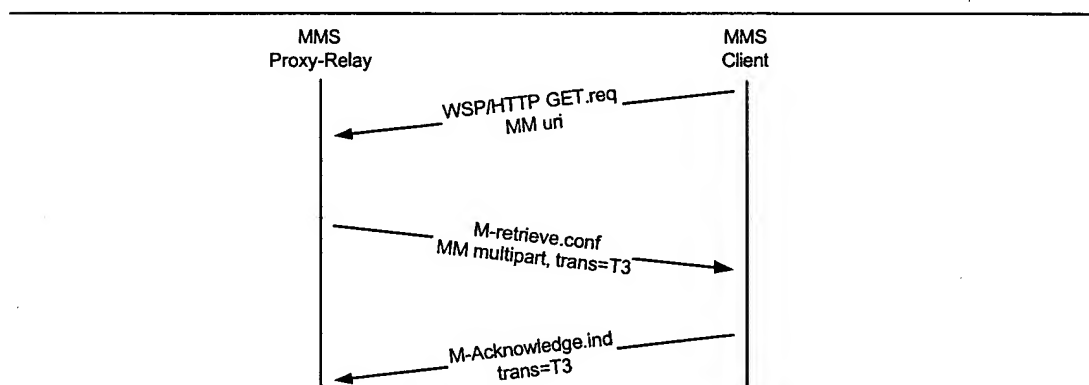 MMS
Proxy-Relay
MMS
Client
WSP/HTTP GET.req
MM uri
M-retrieve.conf
MM multipart, trans=T3
M-Acknowledge.ind
trans=T3